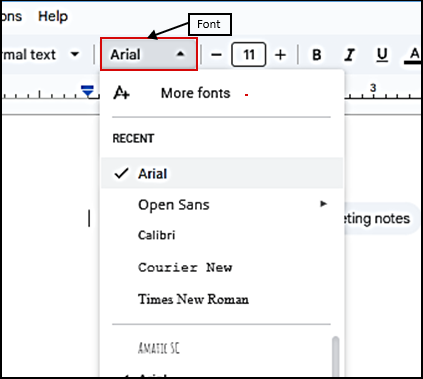 Font
ons Help
rmal text Arial 11 B I U A
3
A+ More fonts
RECENT
Arial
Open Sans
eting notes
Calibri
Courier New
Times New Roman
AMATIC SC